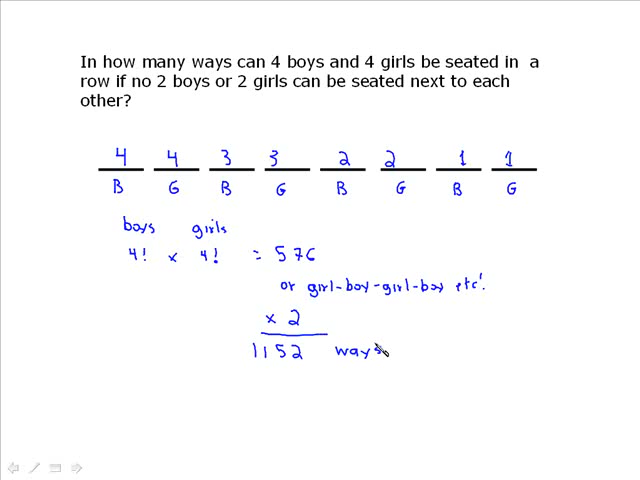 In how many ways can 4 boys and 4 girls be seated in a
row if no 2 boys or 2 girls can be seated next to each
other?
4 4 3 3 2 2 1 1
B G B G B G B G
boys girls
4! x 4! = 576
or girl-boy-girl-boy etc!
x 2
1152 ways